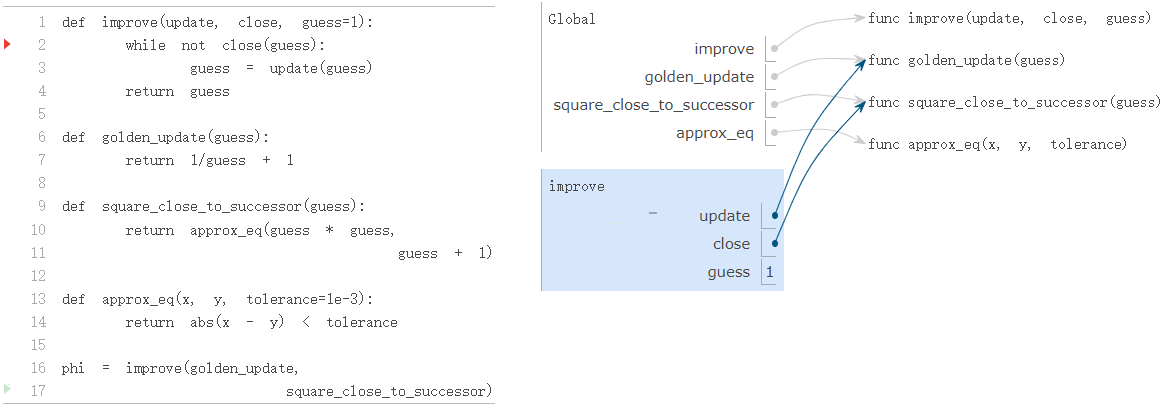 1 def improve(update, close, guess=1):
2 while not close(guess):
3 guess = update(guess)
4 return guess
5
6 def golden_update(guess):
7 return 1/guess + 1
8
9 def square_close_to_successor(guess):
10 return approx_eq(guess * guess,
11 guess + 1)
12
13 def approx_eq(x, y, tolerance=1e-3):
14 return abs(x - y) < tolerance
15
16 phi = improve(golden_update,
17 square_close_to_successor)
Global
improve
golden_update
square_close_to_successor
approx_eq
func improve(update, close, guess)
func golden_update(guess)
func square_close_to_successor(guess)
func approx_eq(x, y, tolerance)
improve
update
close
guess 1